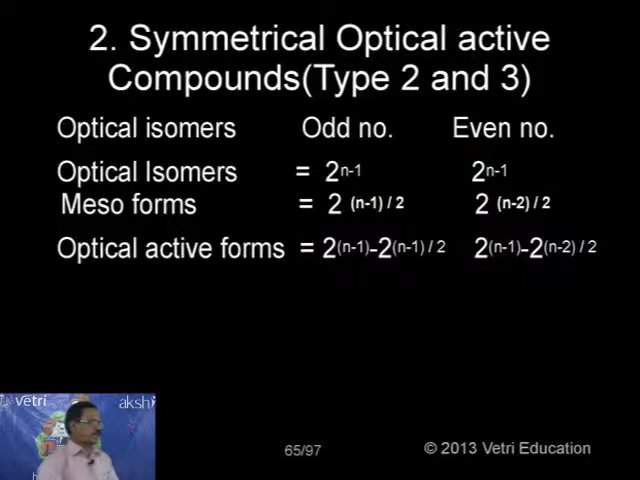 2. Symmetrical Optical active
Compounds(Type 2 and 3)
Optical isomers Odd no. Even no.
Optical Isomers = 2n-1 2n-1
Meso forms = 2 (n-1) / 2 2 (n-2) / 2
Optical active forms = 2(n-1)-2(n-1) / 2 2(n-1)-2(n-2) / 2
vetri akshi
65/97 © 2013 Vetri Education